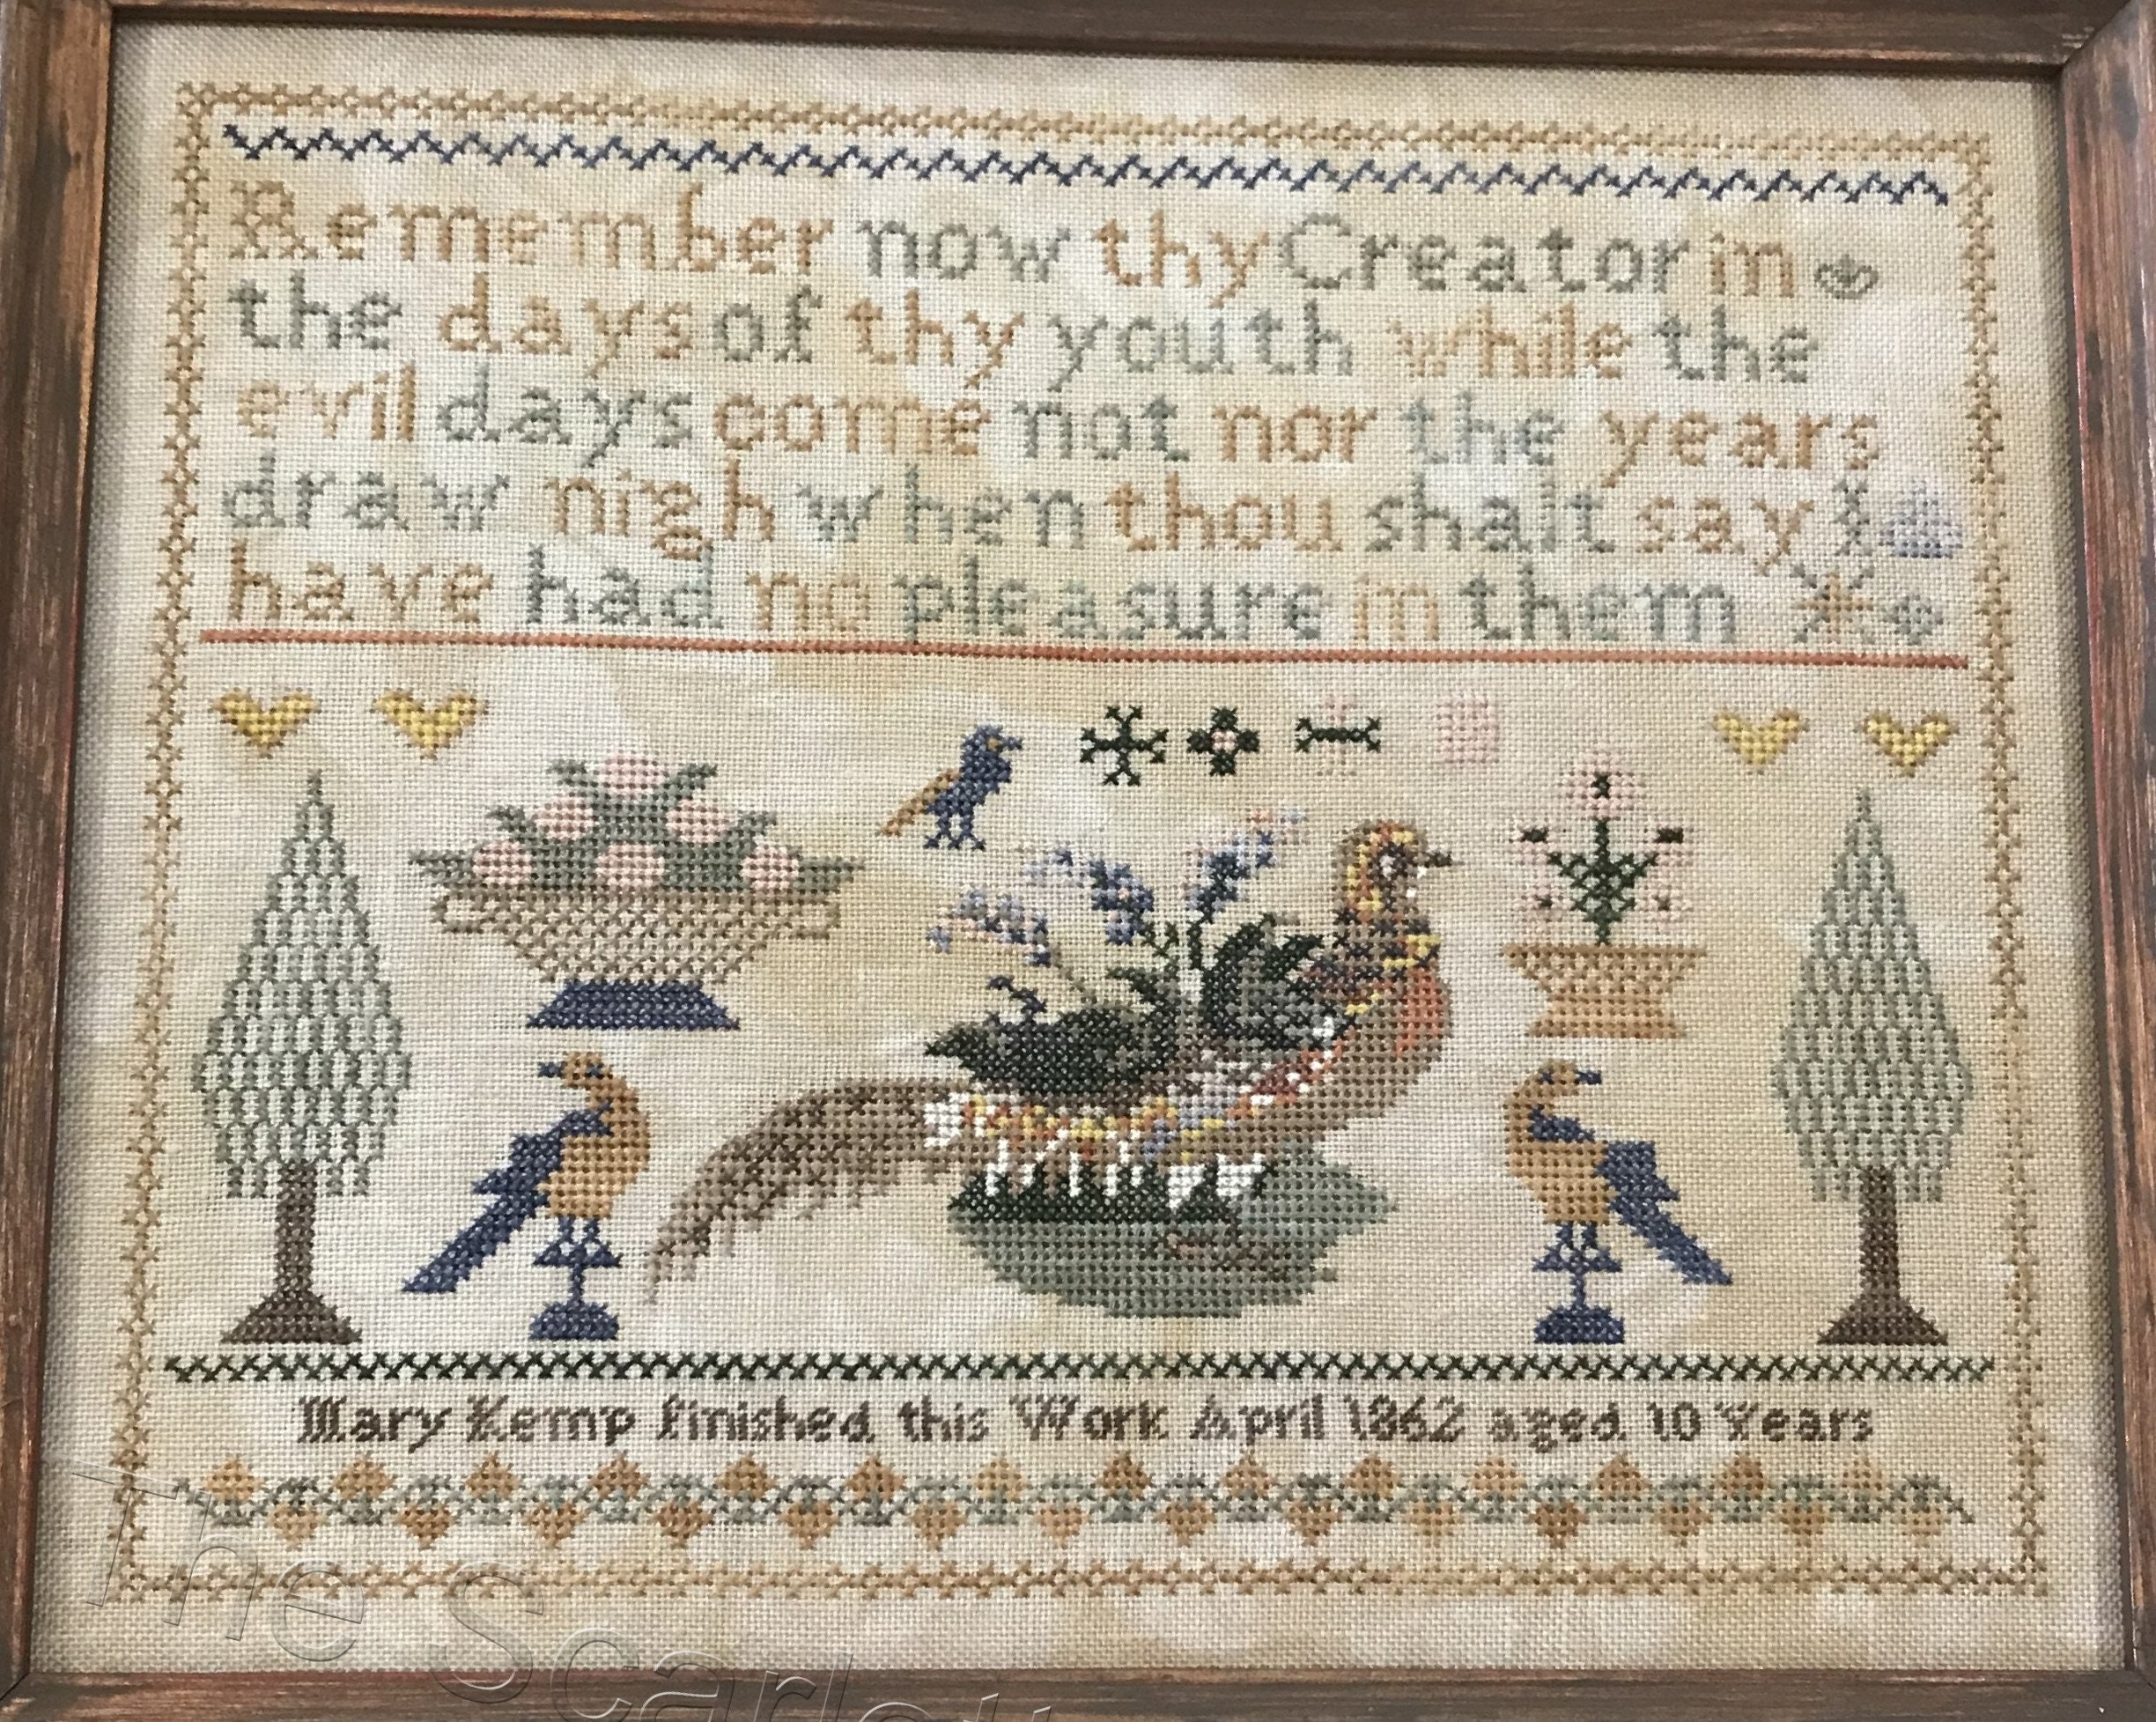 Remember now thy Creator in
the days of thy youth while the
evil days come not nor the years
draw nigh when thou shalt say I
have had no pleasure in them
Mary Kemp finished this Work April 1862 aged 10 Years
The Scarlett